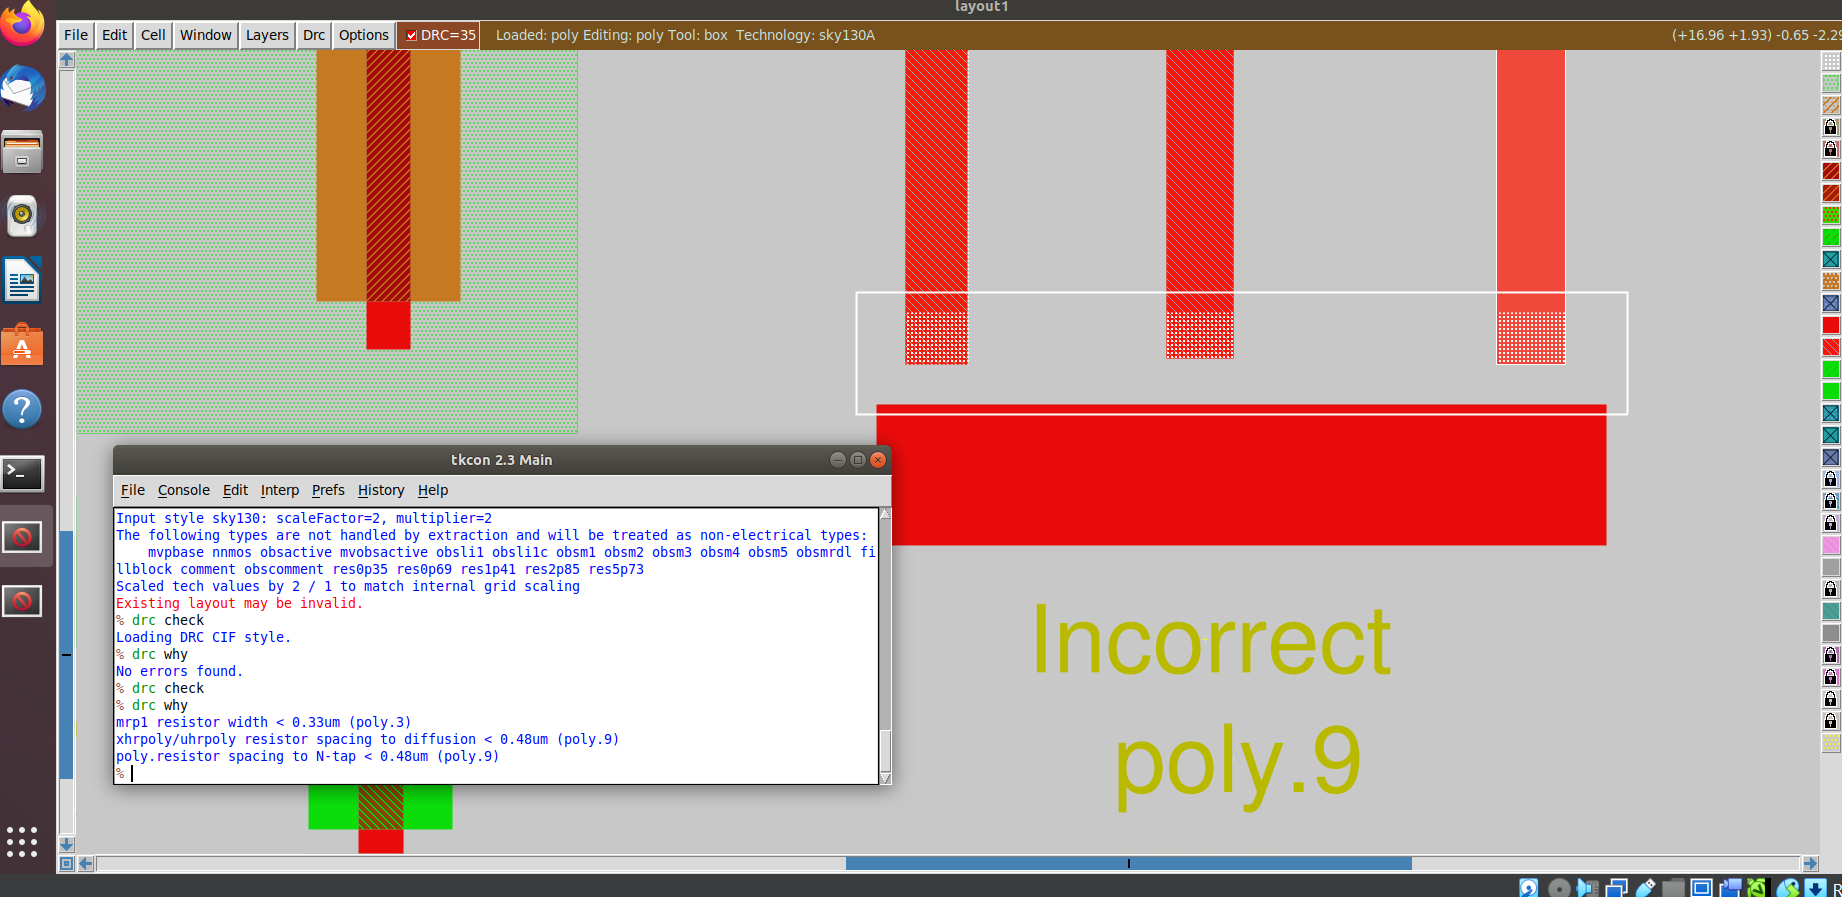 layout1
File Edit Cell Window Layers Drc Options DRC=35 Loaded: poly Editing: poly Tool: box Technology: sky130A (+16.96 +1.93) -0.65 -2.29
tkcon 2.3 Main
File Console Edit Interp Prefs History Help
Input style sky130: scaleFactor=2, multiplier=2
The following types are not handled by extraction and will be treated as non-electrical types:
mvpbase nnmos obsactive mvobsactive obsli1 obsli1c obsm1 obsm2 obsm3 obsm4 obsm5 obsmrdl fi
llblock comment obscomment res0p35 res0p69 res1p41 res2p85 res5p73
Scaled tech values by 2 / 1 to match internal grid scaling
Existing layout may be invalid.
% drc check
Loading DRC CIF style.
% drc why
No errors found.
% drc check
% drc why
mrp1 resistor width < 0.33um (poly.3)
xhrpoly/uhrpoly resistor spacing to diffusion < 0.48um (poly.9)
poly.resistor spacing to N-tap < 0.48um (poly.9)
%
Incorrect
poly.9